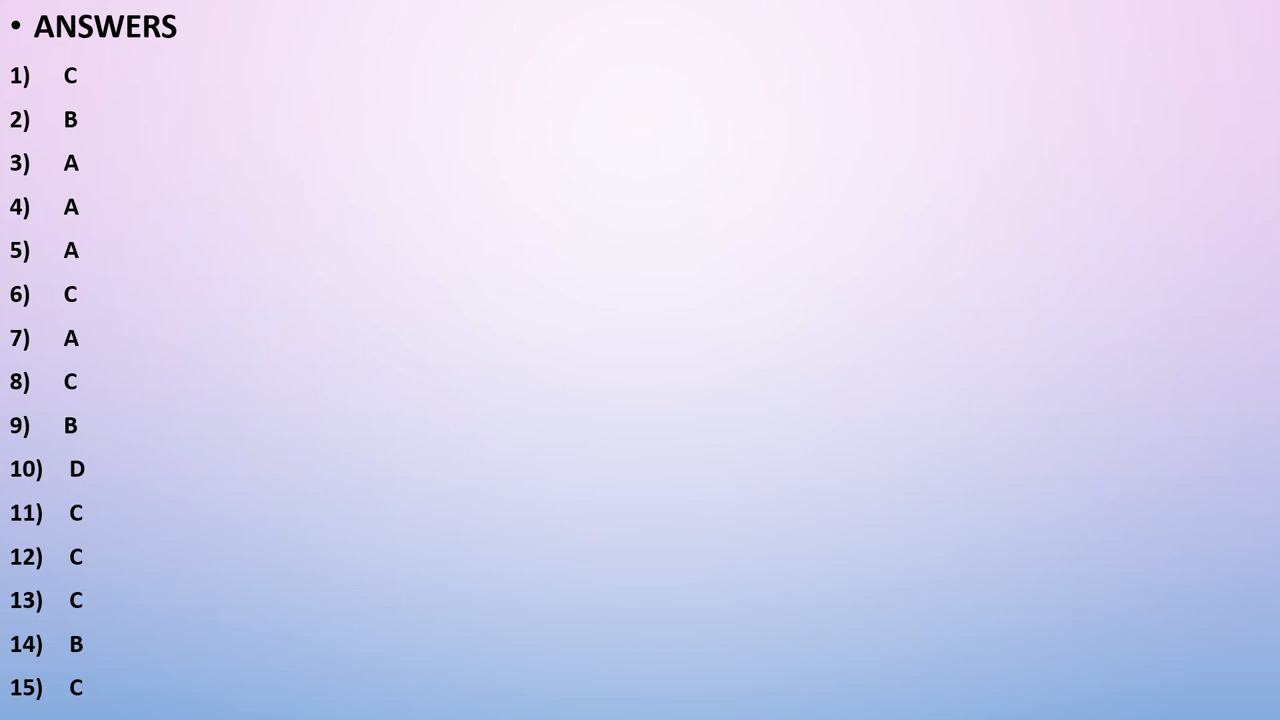 • ANSWERS
1) C
2) B
3) A
4) A
5) A
6) C
7) A
8) C
9) B
10) D
11) C
12) C
13) C
14) B
15) C